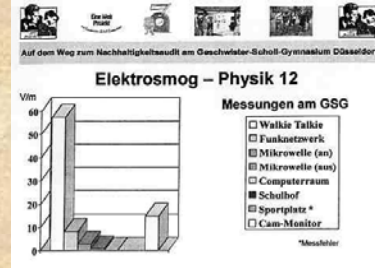 Eine Welt
Projekt
Auf dem Weg zum Nachhaltigkeitsaudit am Geschwister-Scholl-Gymnasium Düsseldorf
Elektrosmog – Physik 12
V/m
60
50
40
30
20
10
0
Messungen am GSG
Walkie Talkie
Funknetzwerk
Mikrowelle (an)
Mikrowelle (aus)
Computerraum
Schulhof
Sportplatz *
Cam-Monitor
*Messfehler